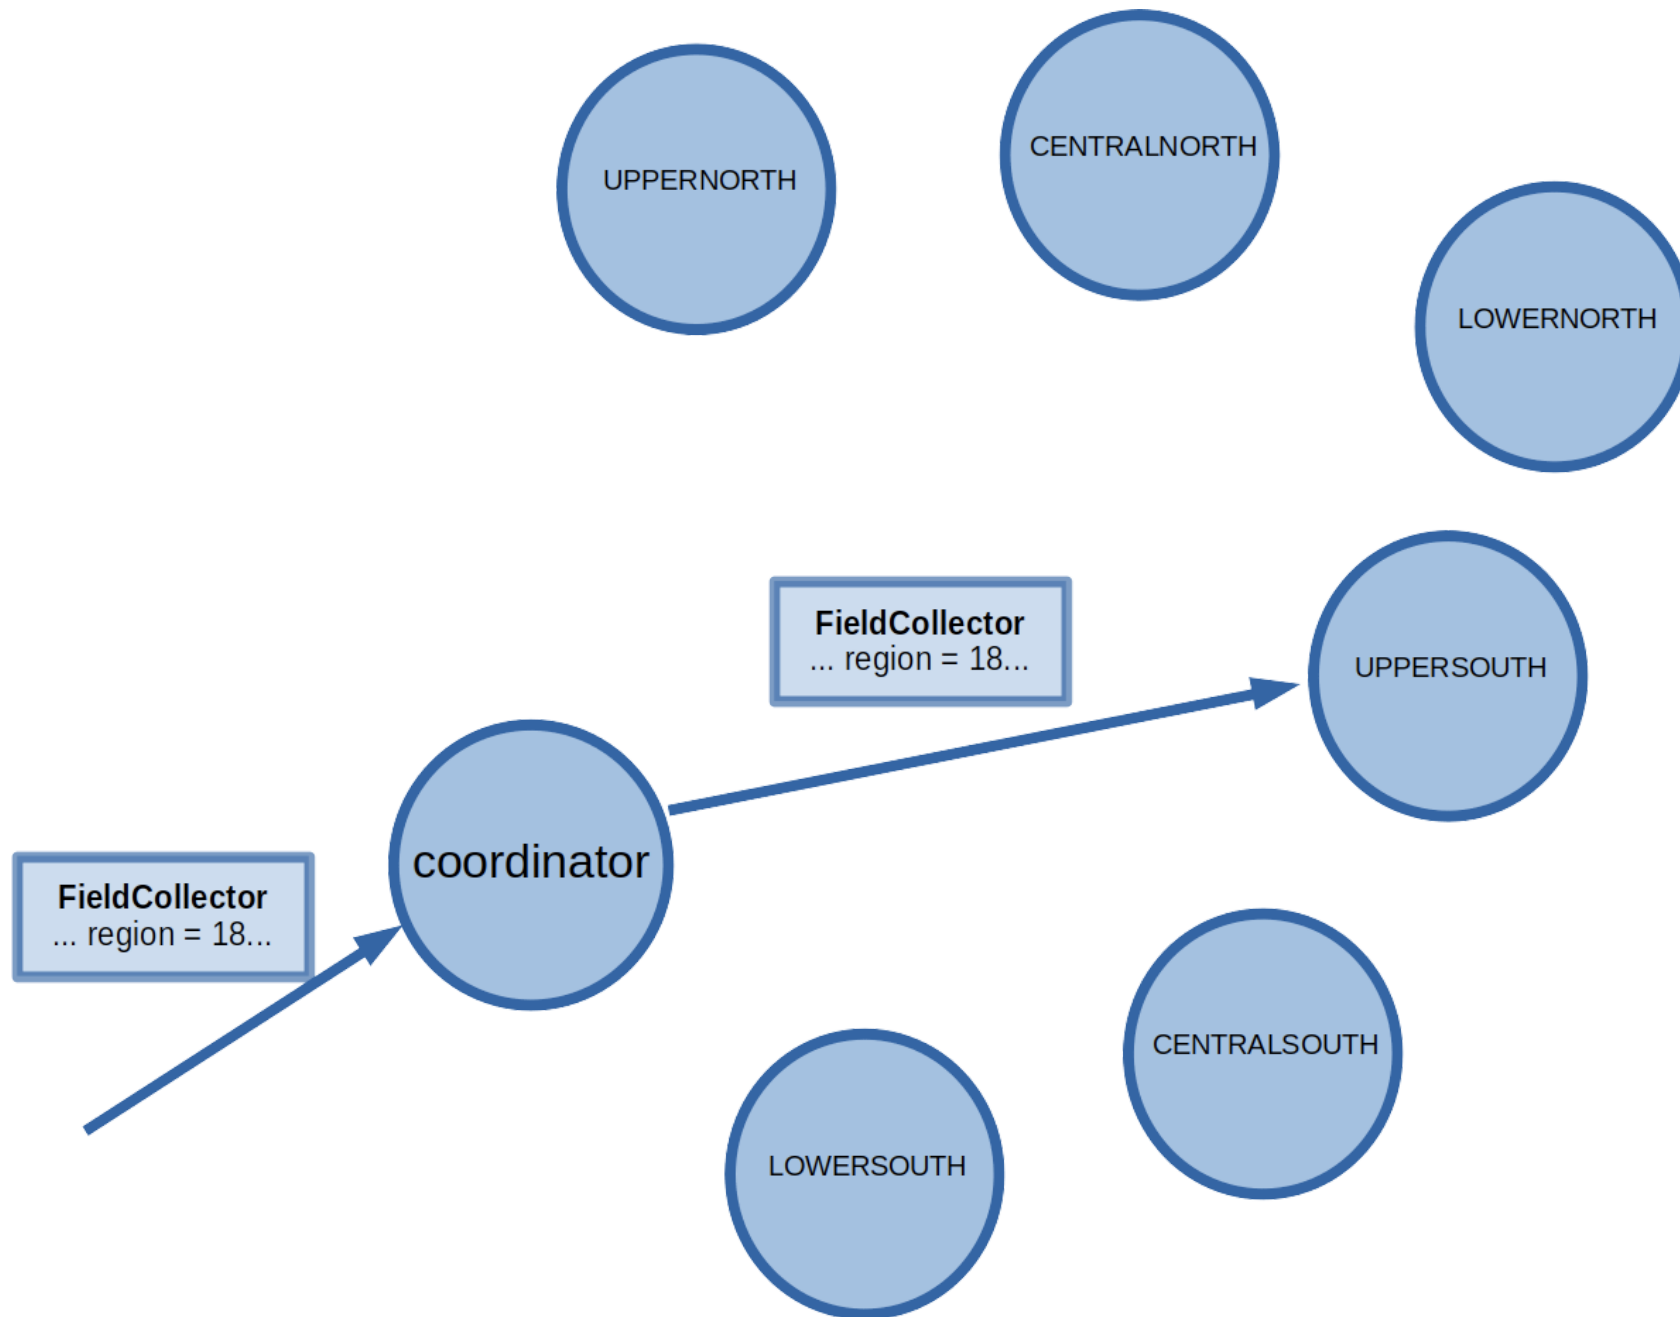 UPPERNORTH
CENTRALNORTH
LOWERNORTH
FieldCollector
... region = 18...
UPPERSOUTH
coordinator
FieldCollector
... region = 18...
CENTRALSOUTH
LOWERSOUTH